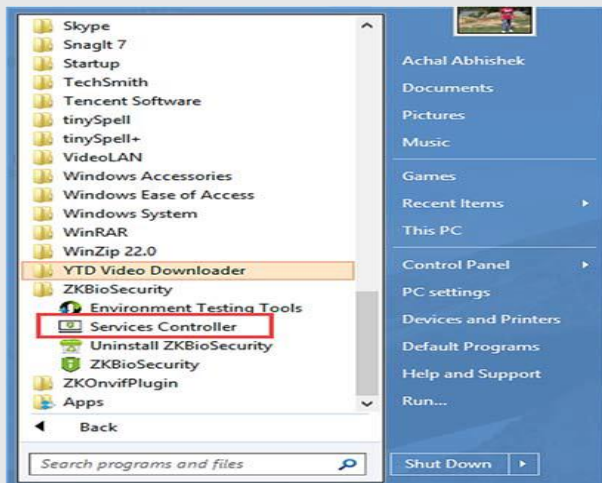 Skype
SnagIt 7
Startup
TechSmith
Tencent Software
tinySpell
tinySpell+
VideoLAN
Windows Accessories
Windows Ease of Access
Windows System
WinRAR
WinZip 22.0
YTD Video Downloader
ZKBioSecurity
Environment Testing Tools
Services Controller
Uninstall ZKBioSecurity
ZKBioSecurity
ZKOnvifPlugin
Apps
Back
Search programs and files
Achal Abhishek
Documents
Pictures
Music
Games
Recent Items
This PC
Control Panel
PC settings
Devices and Printers
Default Programs
Help and Support
Run...
Shut Down